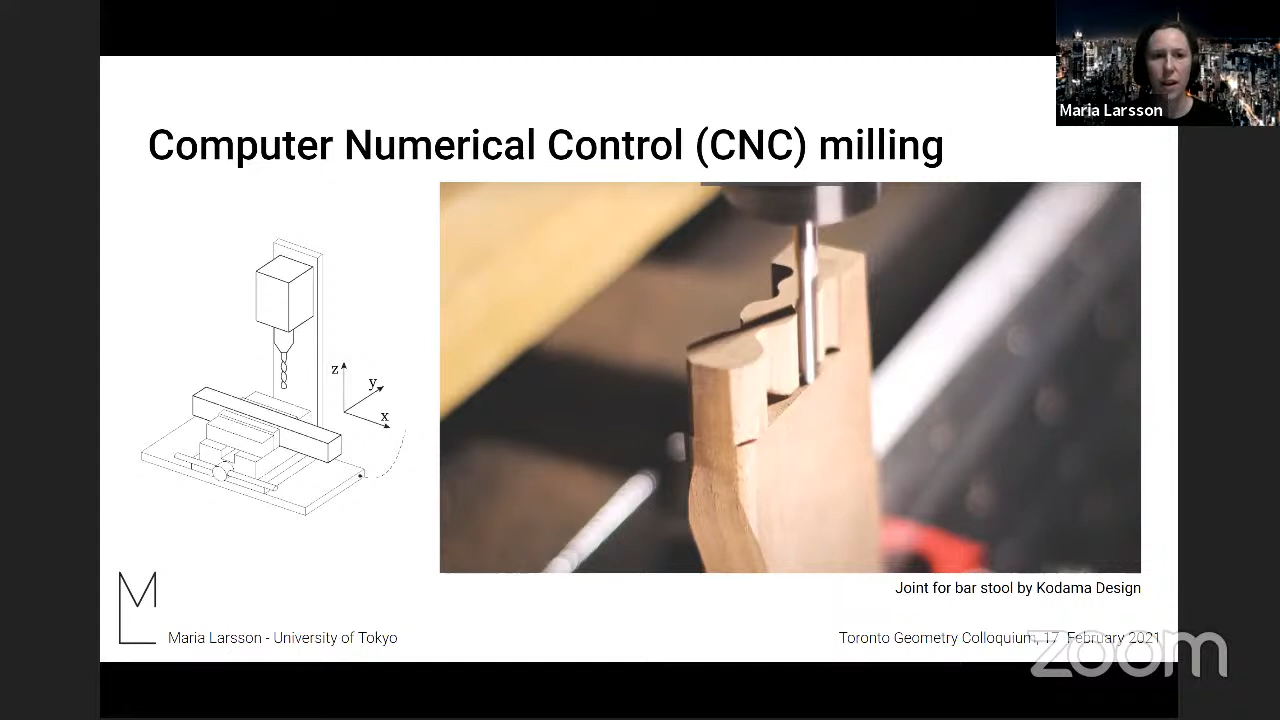 Maria Larsson
Computer Numerical Control (CNC) milling
z
y
x
Joint for bar stool by Kodama Design
ML
Maria Larsson - University of Tokyo
Toronto Geometry Colloquium, 17 February 2021
zoom